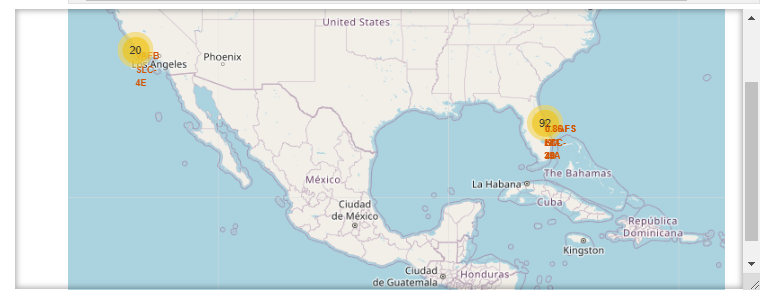 United States
20
Phoenix
Los Angeles
SLC-
4E
92
The Bahamas
La Habana
México
Cuba
Ciudad
de México
República
Dominicana
Kingston
Ciudad
de Guatemala
Honduras